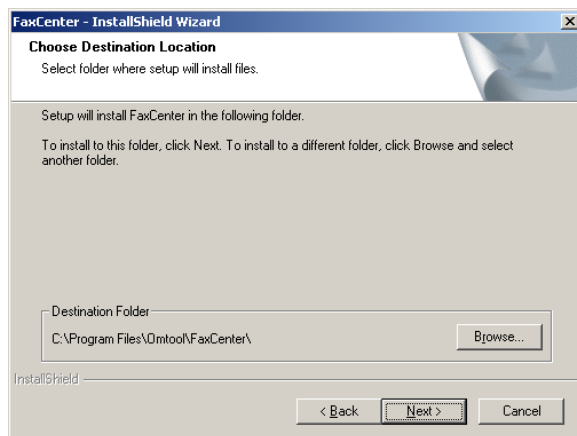 FaxCenter - InstallShield Wizard
Choose Destination Location
Select folder where setup will install files.
Setup will install FaxCenter in the following folder.
To install to this folder, click Next. To install to a different folder, click Browse and select
another folder.
Destination Folder
C:\Program Files\Omtool\FaxCenter\
Browse...
InstallShield
< Back
Next >
Cancel